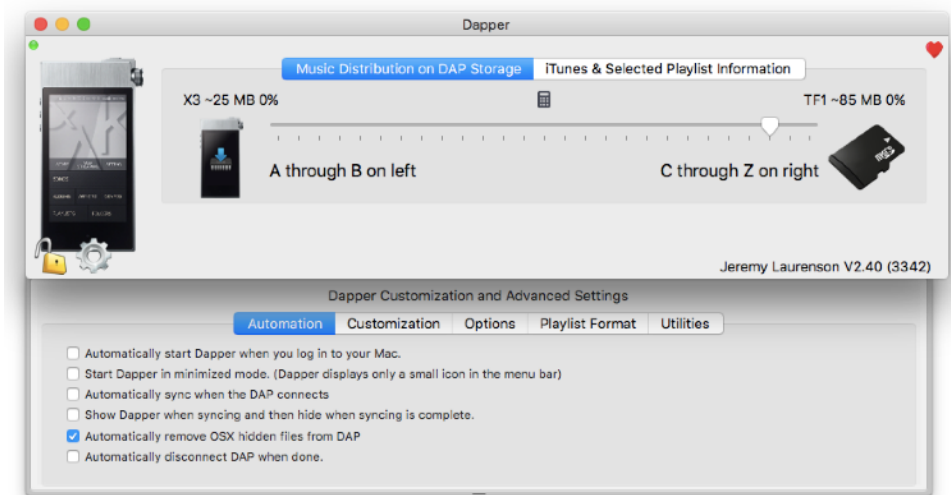 Dapper
Music Distribution on DAP Storage iTunes & Selected Playlist Information
X3 ~25 MB 0% TF1 ~85 MB 0%
A through B on left C through Z on right
Jeremy Laurenson V2.40 (3342)
Dapper Customization and Advanced Settings
Automation Customization Options Playlist Format Utilities
Automatically start Dapper when you log in to your Mac.
Start Dapper in minimized mode. (Dapper displays only a small icon in the menu bar)
Automatically sync when the DAP connects
Show Dapper when syncing and then hide when syncing is complete.
Automatically remove OSX hidden files from DAP
Automatically disconnect DAP when done.